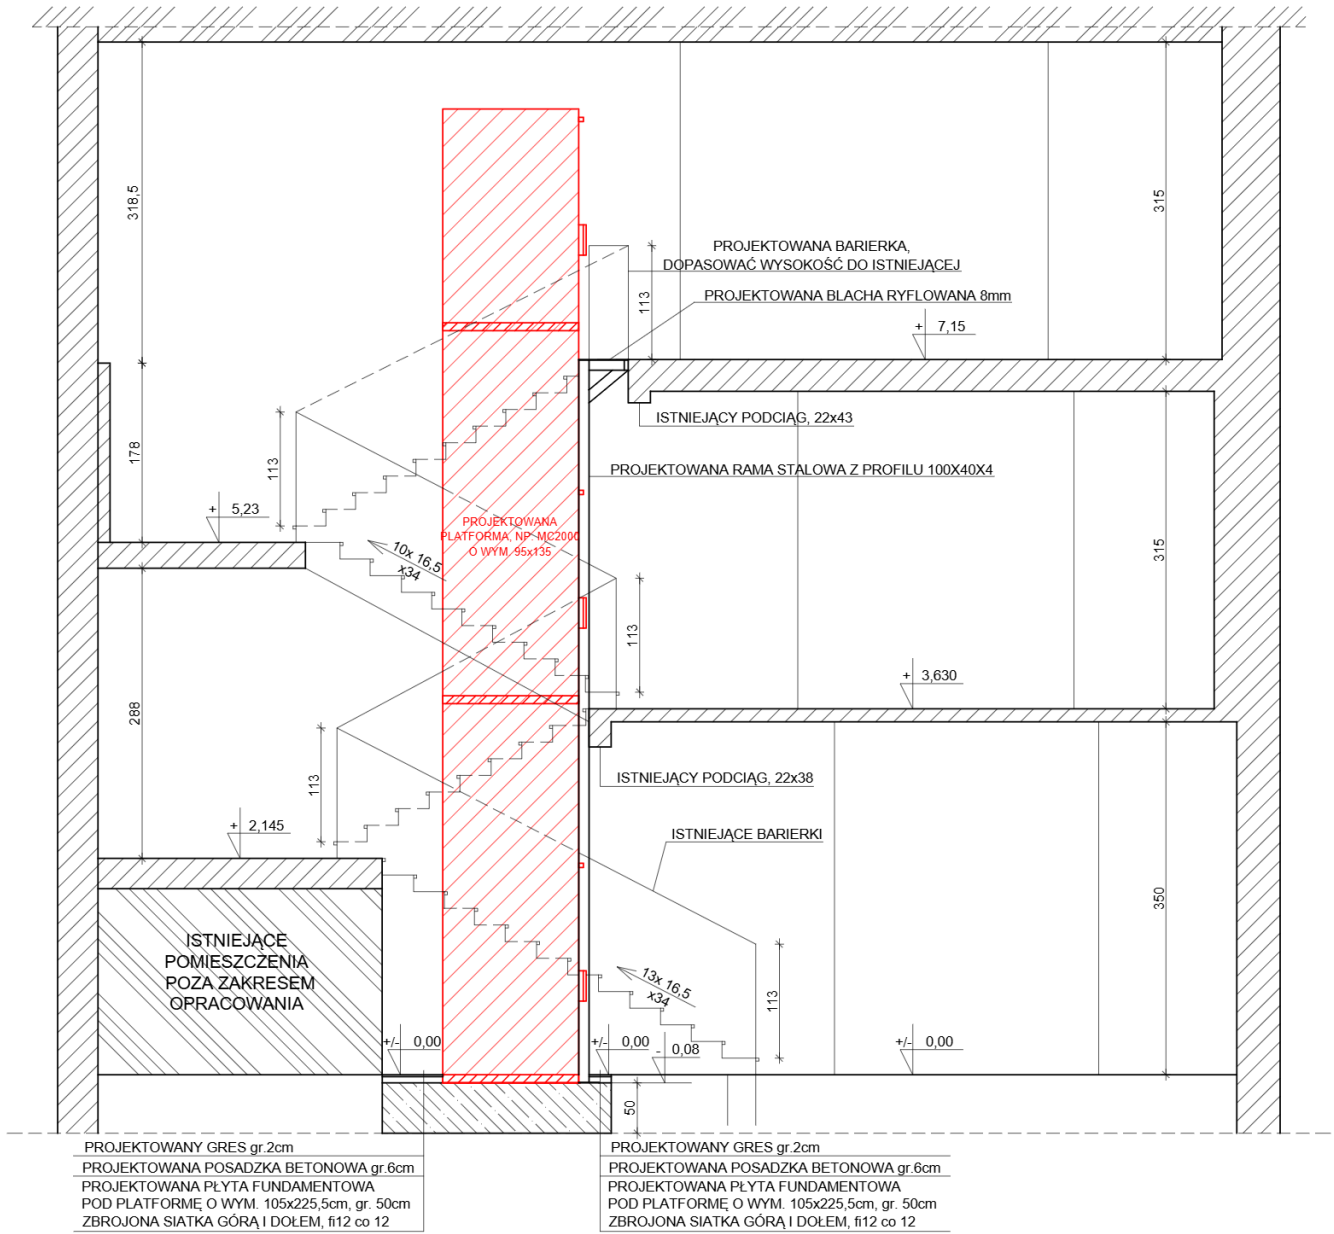 318,5
315
PROJEKTOWANA BARIERKA,
DOPASOWAĆ WYSOKOŚĆ DO ISTNIEJĄCEJ
113
PROJEKTOWANA BLACHA RYFLOWANA 8mm
+ 7,15
ISTNIEJĄCY PODCIĄG, 22x43
178
113
PROJEKTOWANA RAMA STALOWA Z PROFILU 100X40X4
+ 5,23
PROJEKTOWANA
PLATFORMA, NP. MC2000
O WYM. 95x135
10x 16,5
x34
315
113
+ 3,630
288
113
ISTNIEJĄCY PODCIĄG, 22x38
+ 2,145
ISTNIEJĄCE BARIERKI
350
ISTNIEJĄCE
POMIESZCZENIA
POZA ZAKRESEM
OPRACOWANIA
13x 16,5
x34
113
+/- 0,00
+/- 0,00
- 0,08
+/- 0,00
50
PROJEKTOWANY GRES gr.2cm
PROJEKTOWANA POSADZKA BETONOWA gr.6cm
PROJEKTOWANA PŁYTA FUNDAMENTOWA
POD PLATFORMĘ O WYM. 105x225,5cm, gr. 50cm
ZBROJONA SIATKA GÓRĄ I DOŁEM, fi12 co 12
PROJEKTOWANY GRES gr.2cm
PROJEKTOWANA POSADZKA BETONOWA gr.6cm
PROJEKTOWANA PŁYTA FUNDAMENTOWA
POD PLATFORMĘ O WYM. 105x225,5cm, gr. 50cm
ZBROJONA SIATKA GÓRĄ I DOŁEM, fi12 co 12